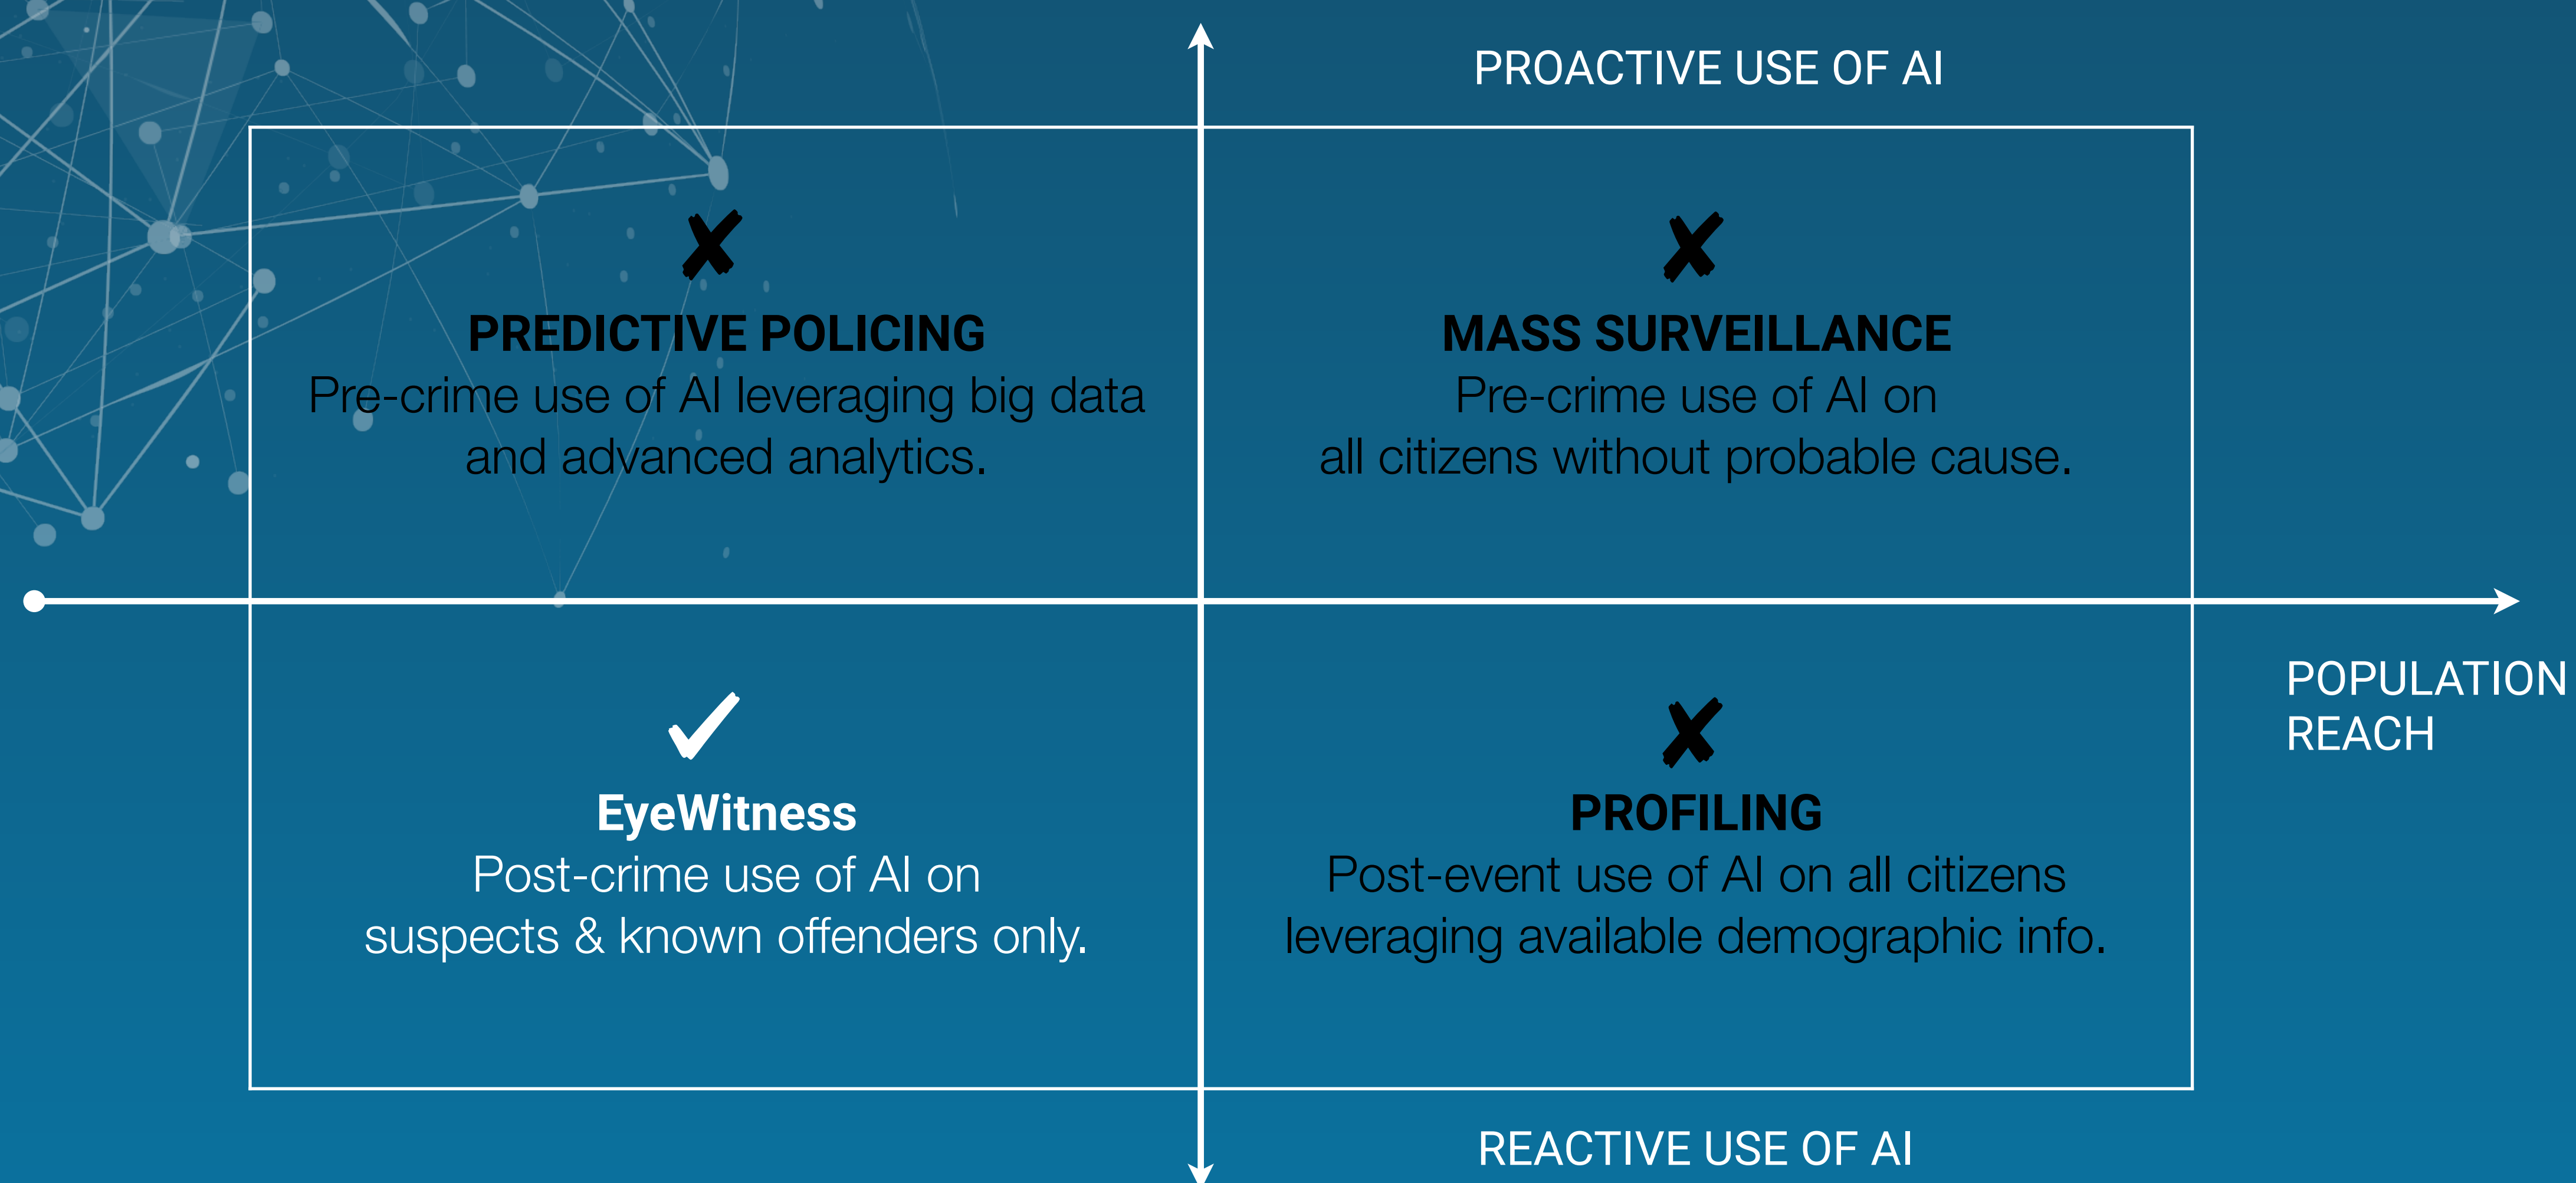 PROACTIVE USE OF AI
PREDICTIVE POLICING
Pre-crime use of AI leveraging big data
and advanced analytics.
MASS SURVEILLANCE
Pre-crime use of AI on
all citizens without probable cause.
POPULATION
REACH
EyeWitness
Post-crime use of AI on
suspects & known offenders only.
PROFILING
Post-event use of AI on all citizens
leveraging available demographic info.
REACTIVE USE OF AI